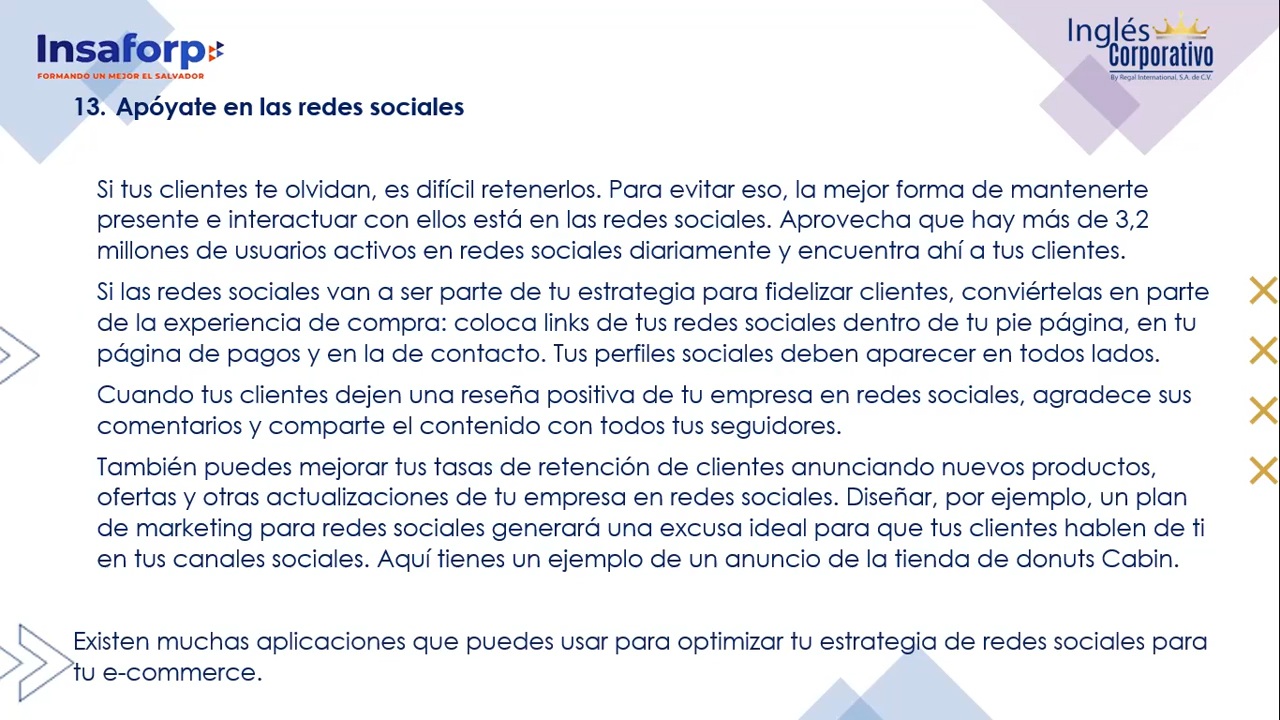 Insaforp
FORMANDO UN MEJOR EL SALVADOR
Inglés
Corporativo
By Regal International, S.A. de C.V.
13. Apóyate en las redes sociales
Si tus clientes te olvidan, es difícil retenerlos. Para evitar eso, la mejor forma de mantenerte
presente e interactuar con ellos está en las redes sociales. Aprovecha que hay más de 3,2
millones de usuarios activos en redes sociales diariamente y encuentra ahí a tus clientes.
Si las redes sociales van a ser parte de tu estrategia para fidelizar clientes, conviértelas en parte
de la experiencia de compra: coloca links de tus redes sociales dentro de tu pie página, en tu
página de pagos y en la de contacto. Tus perfiles sociales deben aparecer en todos lados.
Cuando tus clientes dejen una reseña positiva de tu empresa en redes sociales, agradece sus
comentarios y comparte el contenido con todos tus seguidores.
También puedes mejorar tus tasas de retención de clientes anunciando nuevos productos,
ofertas y otras actualizaciones de tu empresa en redes sociales. Diseñar, por ejemplo, un plan
de marketing para redes sociales generará una excusa ideal para que tus clientes hablen de ti
en tus canales sociales. Aquí tienes un ejemplo de un anuncio de la tienda de donuts Cabin.
Existen muchas aplicaciones que puedes usar para optimizar tu estrategia de redes sociales para
tu e-commerce.